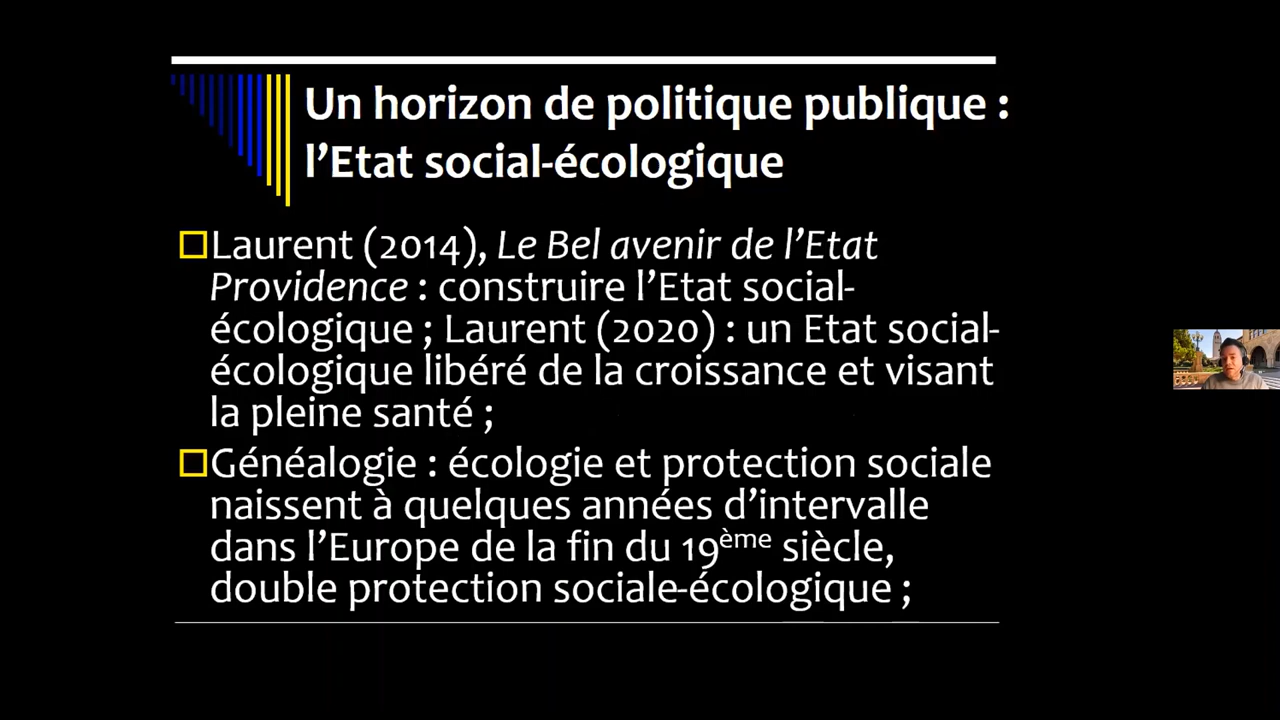 Un horizon de politique publique :
l’Etat social-écologique
Laurent (2014), Le Bel avenir de l’Etat
Providence : construire l’Etat social-
écologique ; Laurent (2020) : un Etat social-
écologique libéré de la croissance et visant
la pleine santé ;
Généalogie : écologie et protection sociale
naissent à quelques années d’intervalle
dans l’Europe de la fin du 19ème siècle,
double protection sociale-écologique ;